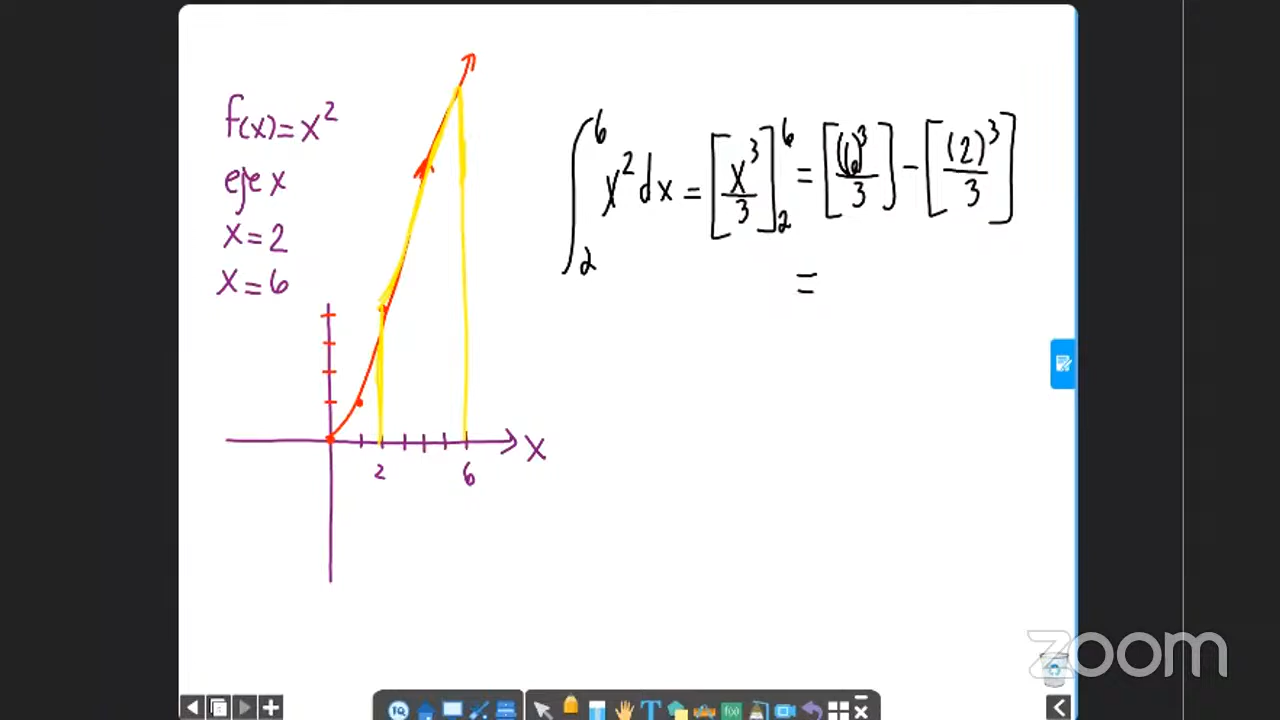 f(x) = x²
eje x
x = 2
x = 6
∫₂⁶ x² dx = [x³/3]₂⁶ = [(6)³/3] - [(2)³/3]
=
x
2 6
zoom